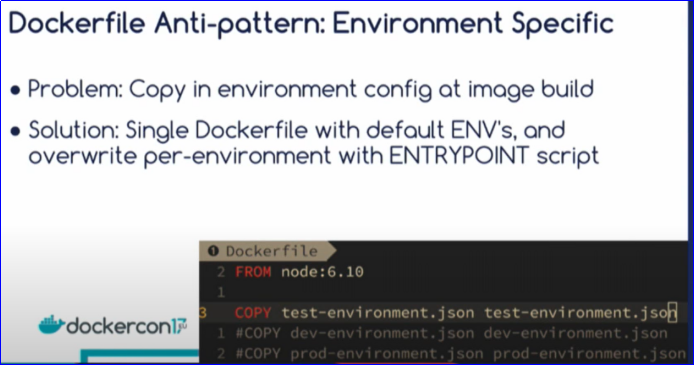 Dockerfile Anti-pattern: Environment Specific
• Problem: Copy in environment config at image build
• Solution: Single Dockerfile with default ENV's, and
overwrite per-environment with ENTRYPOINT script
❶ Dockerfile
2 FROM node:6.10
1
3 COPY test-environment.json test-environment.json
1 #COPY dev-environment.json dev-environment.json
2 #COPY prod-environment.json prod-environment.json
dockercon17